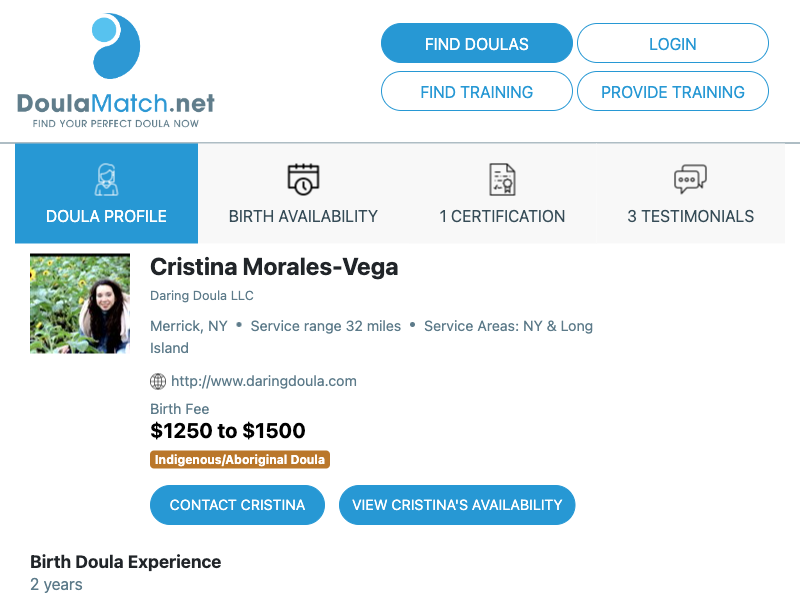 DoulaMatch.net
FIND YOUR PERFECT DOULA NOW
FIND DOULAS
LOGIN
FIND TRAINING
PROVIDE TRAINING
DOULA PROFILE
BIRTH AVAILABILITY
1 CERTIFICATION
3 TESTIMONIALS
Cristina Morales-Vega
Daring Doula LLC
Merrick, NY • Service range 32 miles • Service Areas: NY & Long
Island
http://www.daringdoula.com
Birth Fee
$1250 to $1500
Indigenous/Aboriginal Doula
CONTACT CRISTINA
VIEW CRISTINA'S AVAILABILITY
Birth Doula Experience
2 years